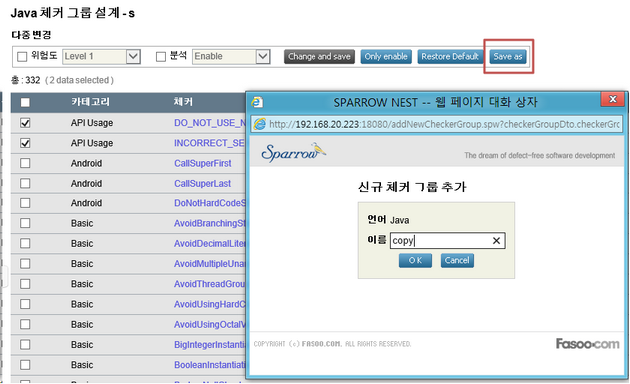 Java 체커 그룹 설계 - s
다중 변경
위험도 Level 1 분석 Enable Change and save Only enable Restore Default Save as
총 : 332 ( 2 data selected )
카테고리 체커
API Usage DO_NOT_USE_N
API Usage INCORRECT_SE
Android CallSuperFirst
Android CallSuperLast
Android DoNotHardCodeS
Basic AvoidBranchingSt
Basic AvoidDecimalLiter
Basic AvoidMultipleUnar
Basic AvoidThreadGrou
Basic AvoidUsingHardC
Basic AvoidUsingOctalV
Basic BigIntegerInstantia
Basic BooleanInstantiati
SPARROW NEST -- 웹 페이지 대화 상자
http://192.168.20.223:18080/addNewCheckerGroup.spw?checkerGroupDto.checkerGro
Sparrow The dream of defect-free software development
신규 체커 그룹 추가
언어 Java
이름 copy
OK Cancel
COPYRIGHT (c) FASOO.COM. ALL RIGHTS RESERVED. Fasoo.com